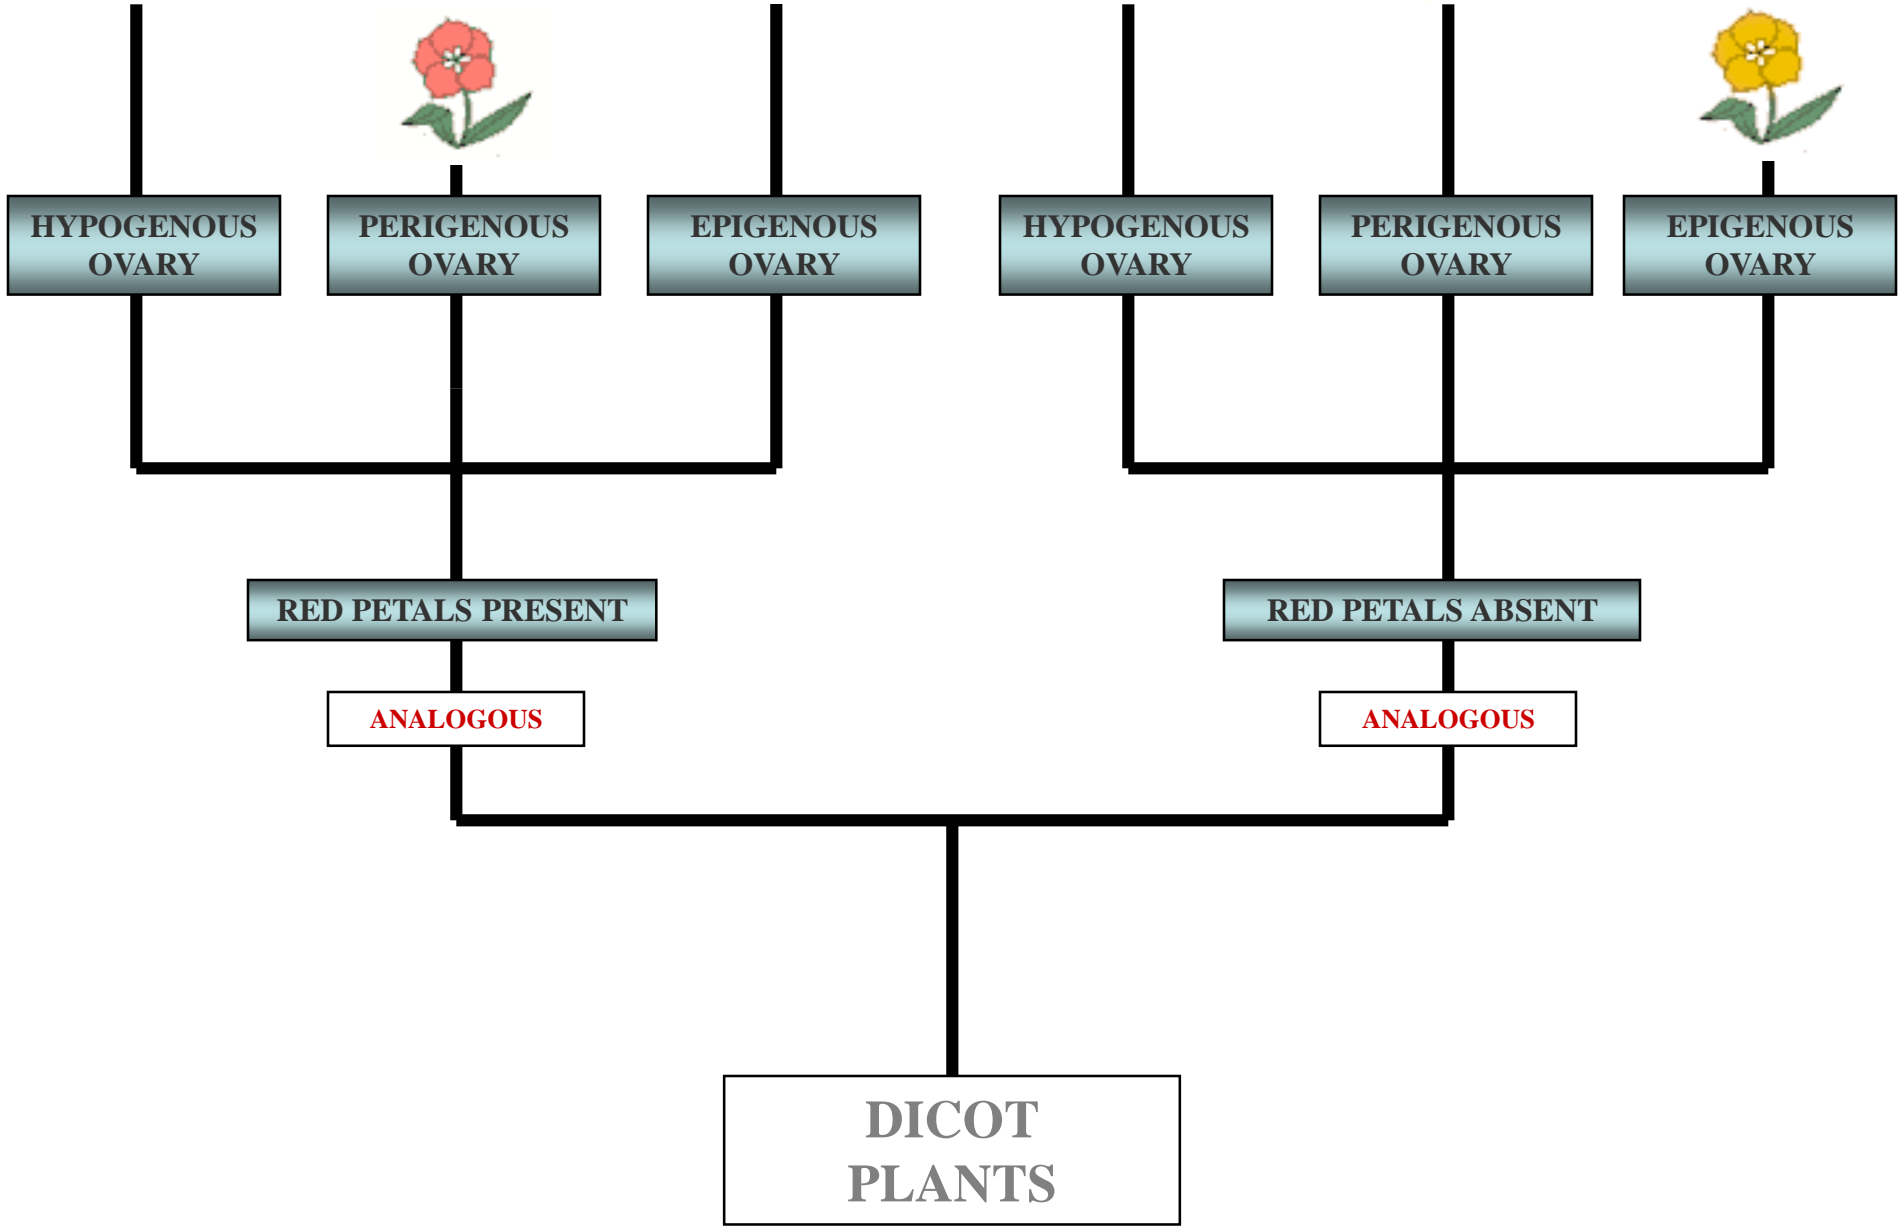 HYPOGENOUS
OVARY
PERIGENOUS
OVARY
EPIGENOUS
OVARY
HYPOGENOUS
OVARY
PERIGENOUS
OVARY
EPIGENOUS
OVARY
RED PETALS PRESENT
RED PETALS ABSENT
ANALOGOUS
ANALOGOUS
DICOT
PLANTS